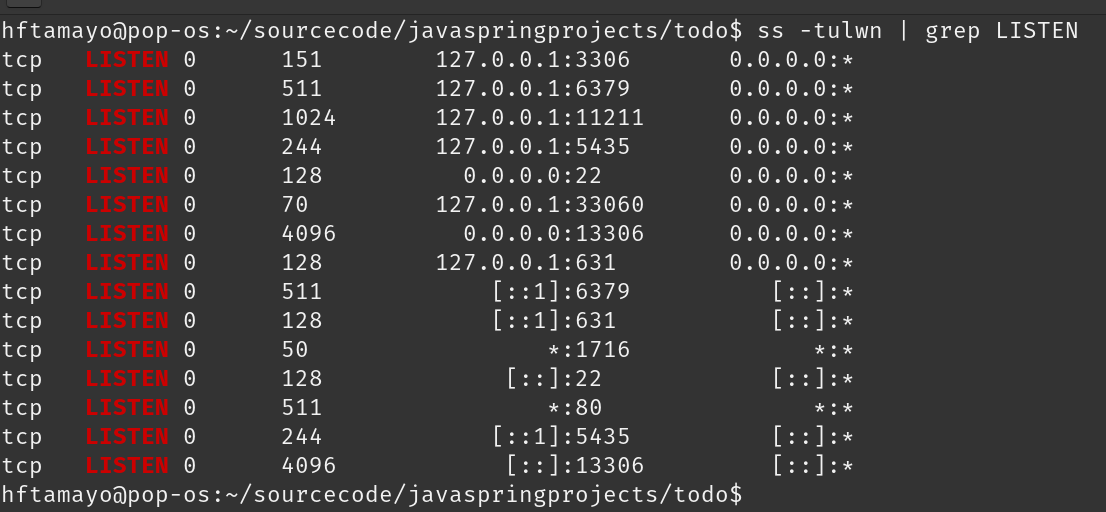 hftamayo@pop-os:~/sourcecode/javaspringprojects/todo$ ss -tulwn | grep LISTEN
tcp   LISTEN 0      151        127.0.0.1:3306       0.0.0.0:*
tcp   LISTEN 0      511        127.0.0.1:6379       0.0.0.0:*
tcp   LISTEN 0      1024       127.0.0.1:11211      0.0.0.0:*
tcp   LISTEN 0      244        127.0.0.1:5435       0.0.0.0:*
tcp   LISTEN 0      128          0.0.0.0:22         0.0.0.0:*
tcp   LISTEN 0      70         127.0.0.1:33060      0.0.0.0:*
tcp   LISTEN 0      4096         0.0.0.0:13306      0.0.0.0:*
tcp   LISTEN 0      128        127.0.0.1:631        0.0.0.0:*
tcp   LISTEN 0      511            [::1]:6379          [::]:*
tcp   LISTEN 0      128            [::1]:631           [::]:*
tcp   LISTEN 0      50                 *:1716             *:*
tcp   LISTEN 0      128             [::]:22            [::]:*
tcp   LISTEN 0      511                *:80               *:*
tcp   LISTEN 0      244            [::1]:5435          [::]:*
tcp   LISTEN 0      4096            [::]:13306         [::]:*
hftamayo@pop-os:~/sourcecode/javaspringprojects/todo$